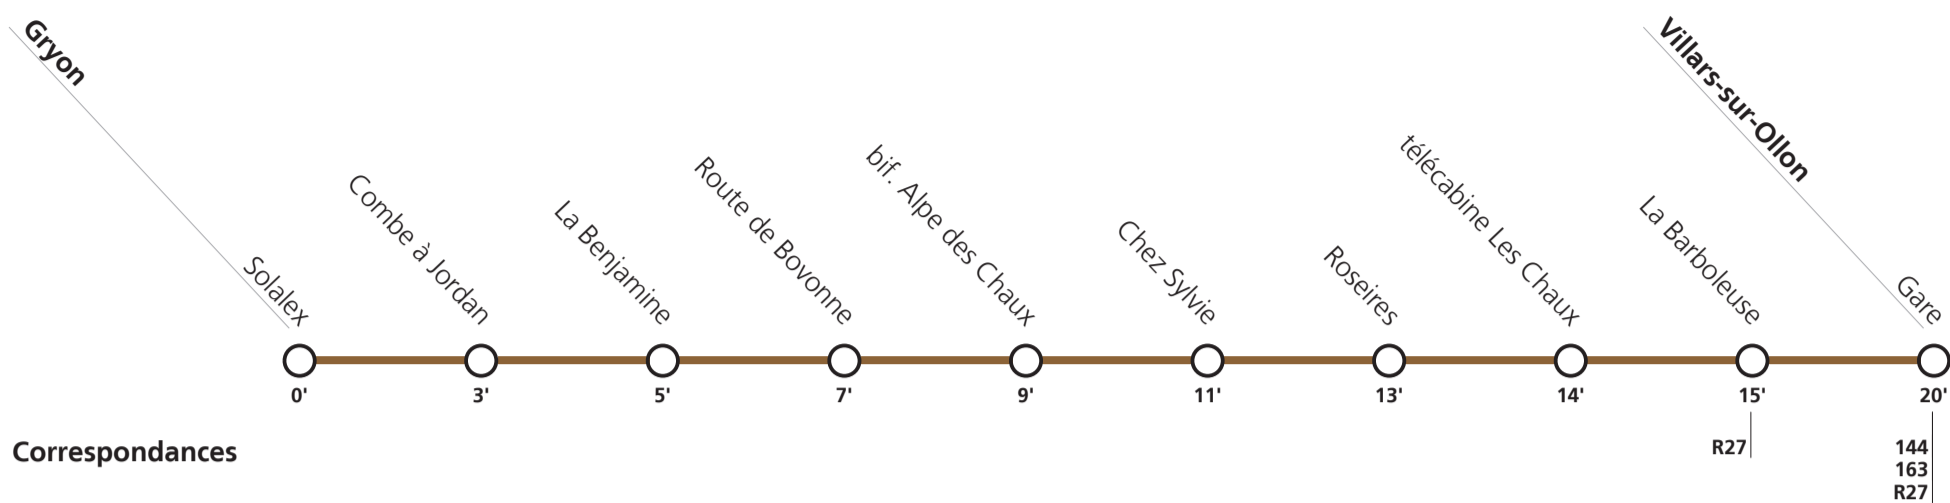 Gryon
Solalex
Combe à Jordan
La Benjamine
Route de Bovonne
bif. Alpe des Chaux
Chez Sylvie
Roseires
télécabine Les Chaux
La Barboleuse
Villars-sur-Ollon
Gare
0'
3'
5'
7'
9'
11'
13'
14'
15'
20'
Correspondances
R27
144
163
R27